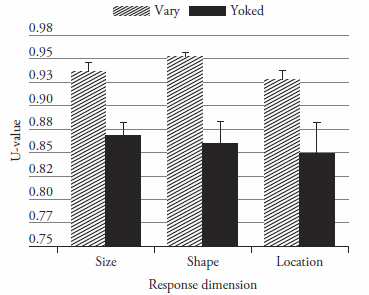 Vary Yoked
0.98
0.95
0.93
0.90
0.88
0.85
0.82
0.80
0.77
0.75
U-value
Size Shape Location
Response dimension